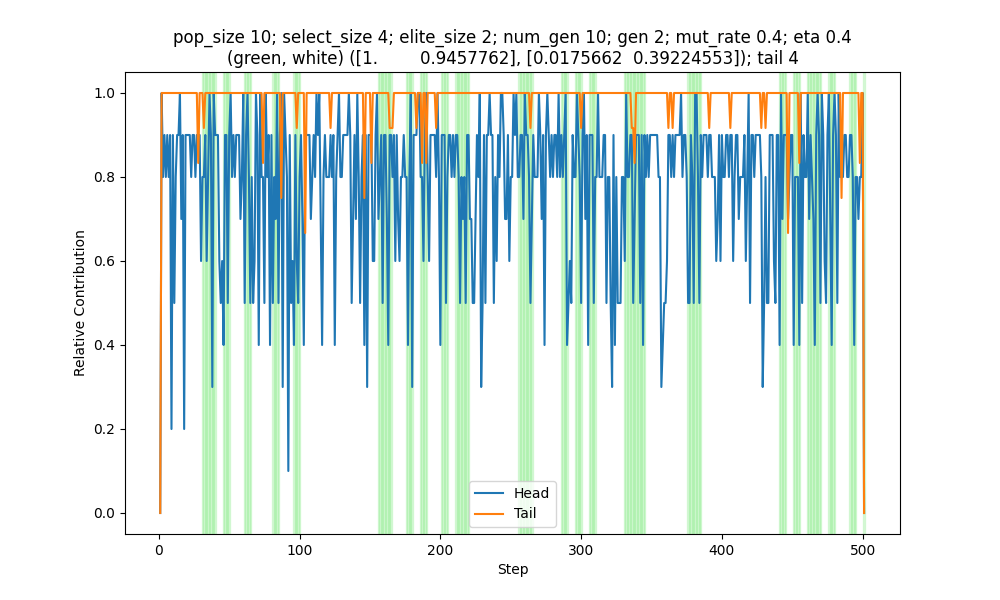 pop_size 10; select_size 4; elite_size 2; num_gen 10; gen 2; mut_rate 0.4; eta 0.4
(green, white) ([1. 0.9457762], [0.0175662 0.39224553]); tail 4
1.0
0.8
0.6
0.4
0.2
0.0
Relative Contribution
Head
Tail
0 100 200 300 400 500
Step